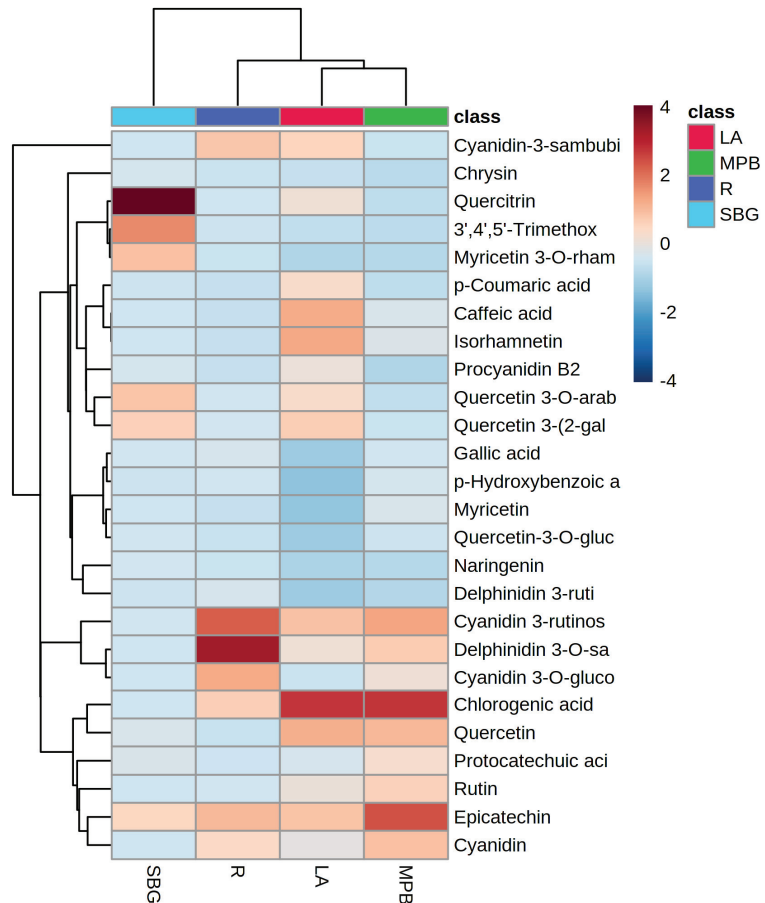 class
Cyanidin-3-sambubi
Chrysin
Quercitrin
3',4',5'-Trimethox
Myricetin 3-O-rham
p-Coumaric acid
Caffeic acid
Isorhamnetin
Procyanidin B2
Quercetin 3-O-arab
Quercetin 3-(2-gal
Gallic acid
p-Hydroxybenzoic a
Myricetin
Quercetin-3-O-gluc
Naringenin
Delphinidin 3-ruti
Cyanidin 3-rutinos
Delphinidin 3-O-sa
Cyanidin 3-O-gluco
Chlorogenic acid
Quercetin
Protocatechuic aci
Rutin
Epicatechin
Cyanidin
SBG
R
LA
MPB
4
2
0
-2
-4
class
LA
MPB
R
SBG